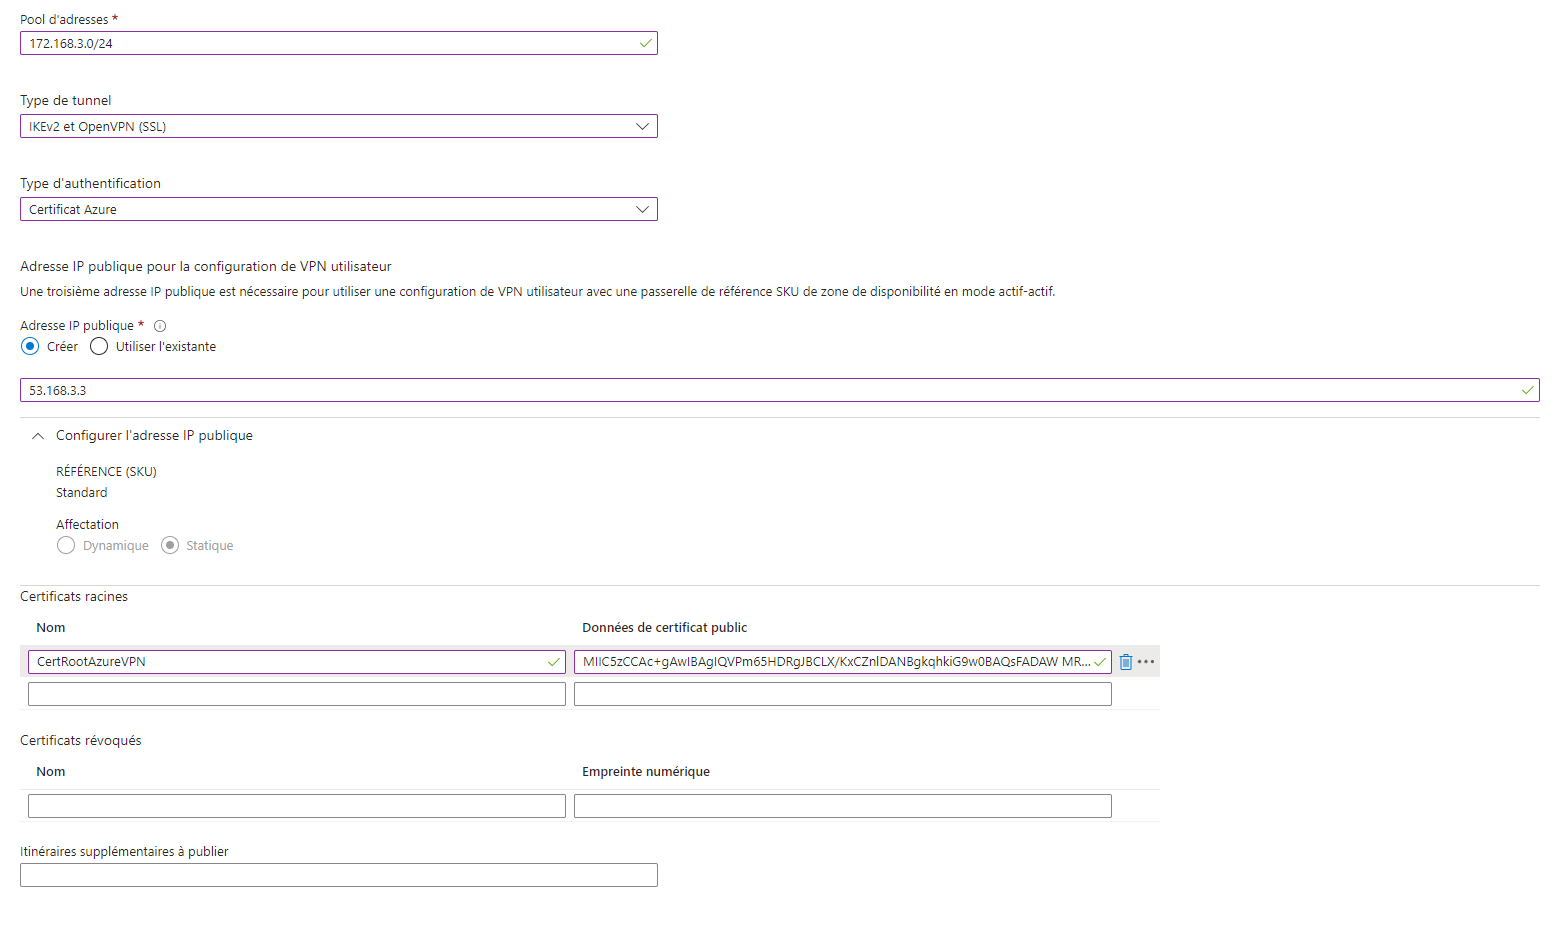 Pool d'adresses *
172.168.3.0/24
Type de tunnel
IKEv2 et OpenVPN (SSL)
Type d'authentification
Certificat Azure
Adresse IP publique pour la configuration de VPN utilisateur
Une troisième adresse IP publique est nécessaire pour utiliser une configuration de VPN utilisateur avec une passerelle de référence SKU de zone de disponibilité en mode actif-actif.
Adresse IP publique *
Créer Utiliser l'existante
53.168.3.3
Configurer l'adresse IP publique
RÉFÉRENCE (SKU)
Standard
Affectation
Dynamique Statique
Certificats racines
Nom Données de certificat public
CertRootAzureVPN MIIC5zCCAc+gAwIBAgIQVPm65HDRgJBCLX/KxCZnlDANBgkqhkiG9w0BAQsFADAW MR...
Certificats révoqués
Nom Empreinte numérique
Itinéraires supplémentaires à publier